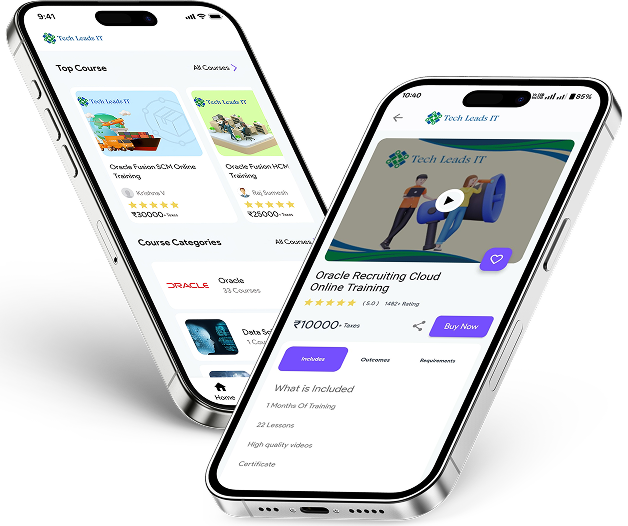 9:41
Tech Leads IT
Top Course
All Courses
Tech Leads IT
Tech Leads IT
Oracle Fusion SCM Online
Training
Oracle Fusion HCM
Training
Krishna V
Raj Sumesh
₹30000+ Taxes
₹25000+ Taxes
Course Categories
All Courses
ORACLE
Oracle
33 Courses
Data Sc
1 Cou
Home
10:40
85%
Tech Leads IT
Tech Leads IT
Oracle Recruiting Cloud
Online Training
( 5.0 ) 1482+ Rating
₹10000+ Taxes
Buy Now
Includes
Outcomes
Requirements
What is Included
1 Months Of Training
22 Lessons
High quality videos
Certificate